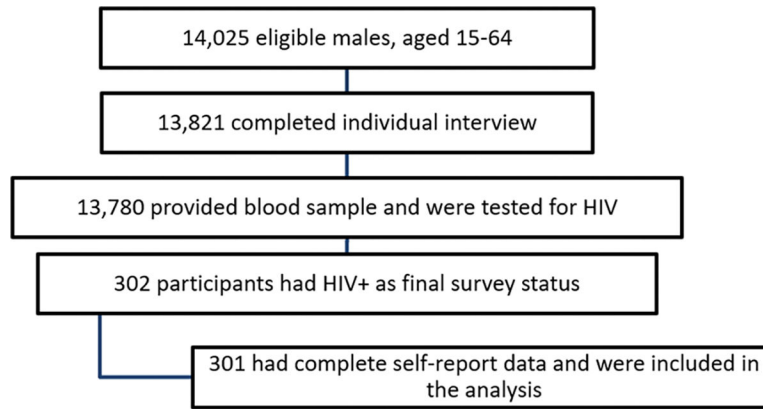 14,025 eligible males, aged 15-64
13,821 completed individual interview
13,780 provided blood sample and were tested for HIV
302 participants had HIV+ as final survey status
301 had complete self-report data and were included in
the analysis